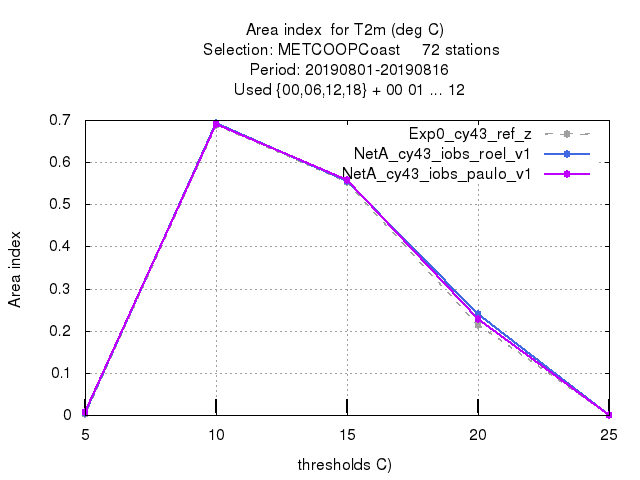 Area index  for T2m (deg C)
Selection: METCOOPCoast    72 stations
Period: 20190801-20190816
Used {00,06,12,18} + 00 01 ... 12
Exp0_cy43_ref_z
NetA_cy43_iobs_roel_v1
NetA_cy43_iobs_paulo_v1
0.7
0.6
0.5
0.4
0.3
0.2
0.1
0
Area index
5 10 15 20 25
thresholds C)